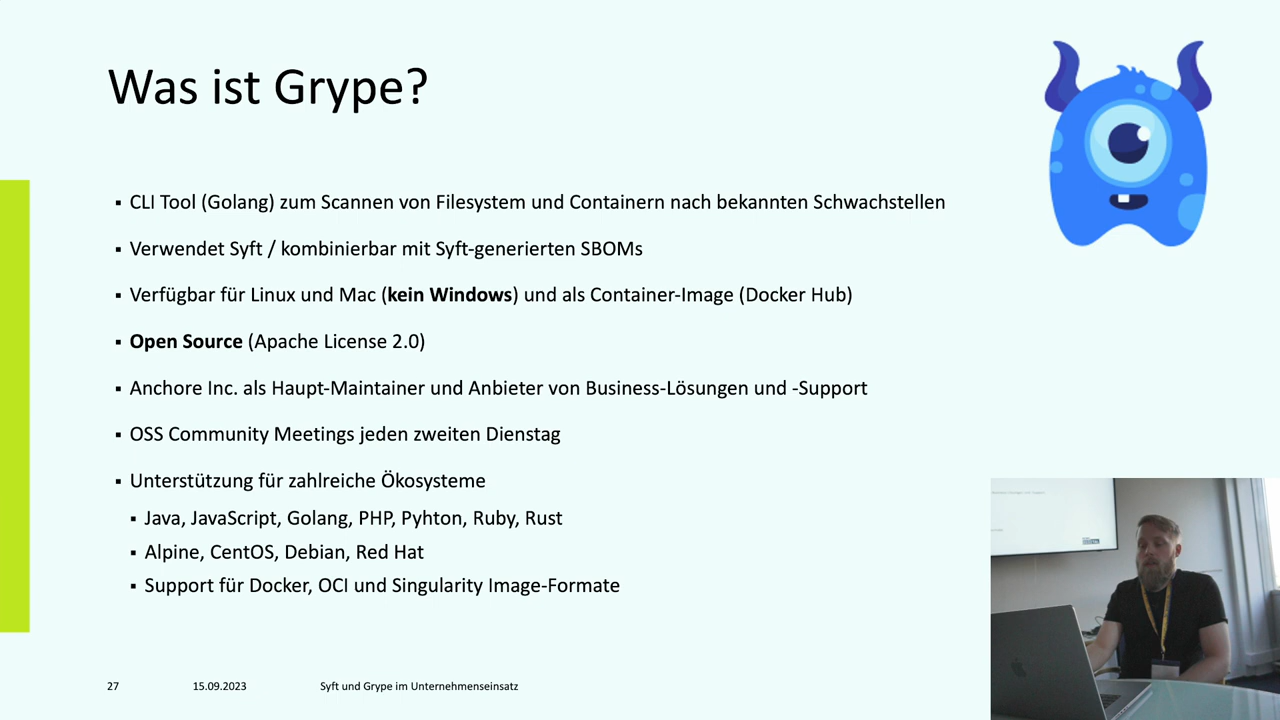 Was ist Grype?
▪ CLI Tool (Golang) zum Scannen von Filesystem und Containern nach bekannten Schwachstellen
▪ Verwendet Syft / kombinierbar mit Syft-generierten SBOMs
▪ Verfügbar für Linux und Mac (kein Windows) und als Container-Image (Docker Hub)
▪ Open Source (Apache License 2.0)
▪ Anchore Inc. als Haupt-Maintainer und Anbieter von Business-Lösungen und -Support
▪ OSS Community Meetings jeden zweiten Dienstag
▪ Unterstützung für zahlreiche Ökosysteme
▪ Java, JavaScript, Golang, PHP, Pyhton, Ruby, Rust
▪ Alpine, CentOS, Debian, Red Hat
▪ Support für Docker, OCI und Singularity Image-Formate
27 15.09.2023 Syft und Grype im Unternehmenseinsatz